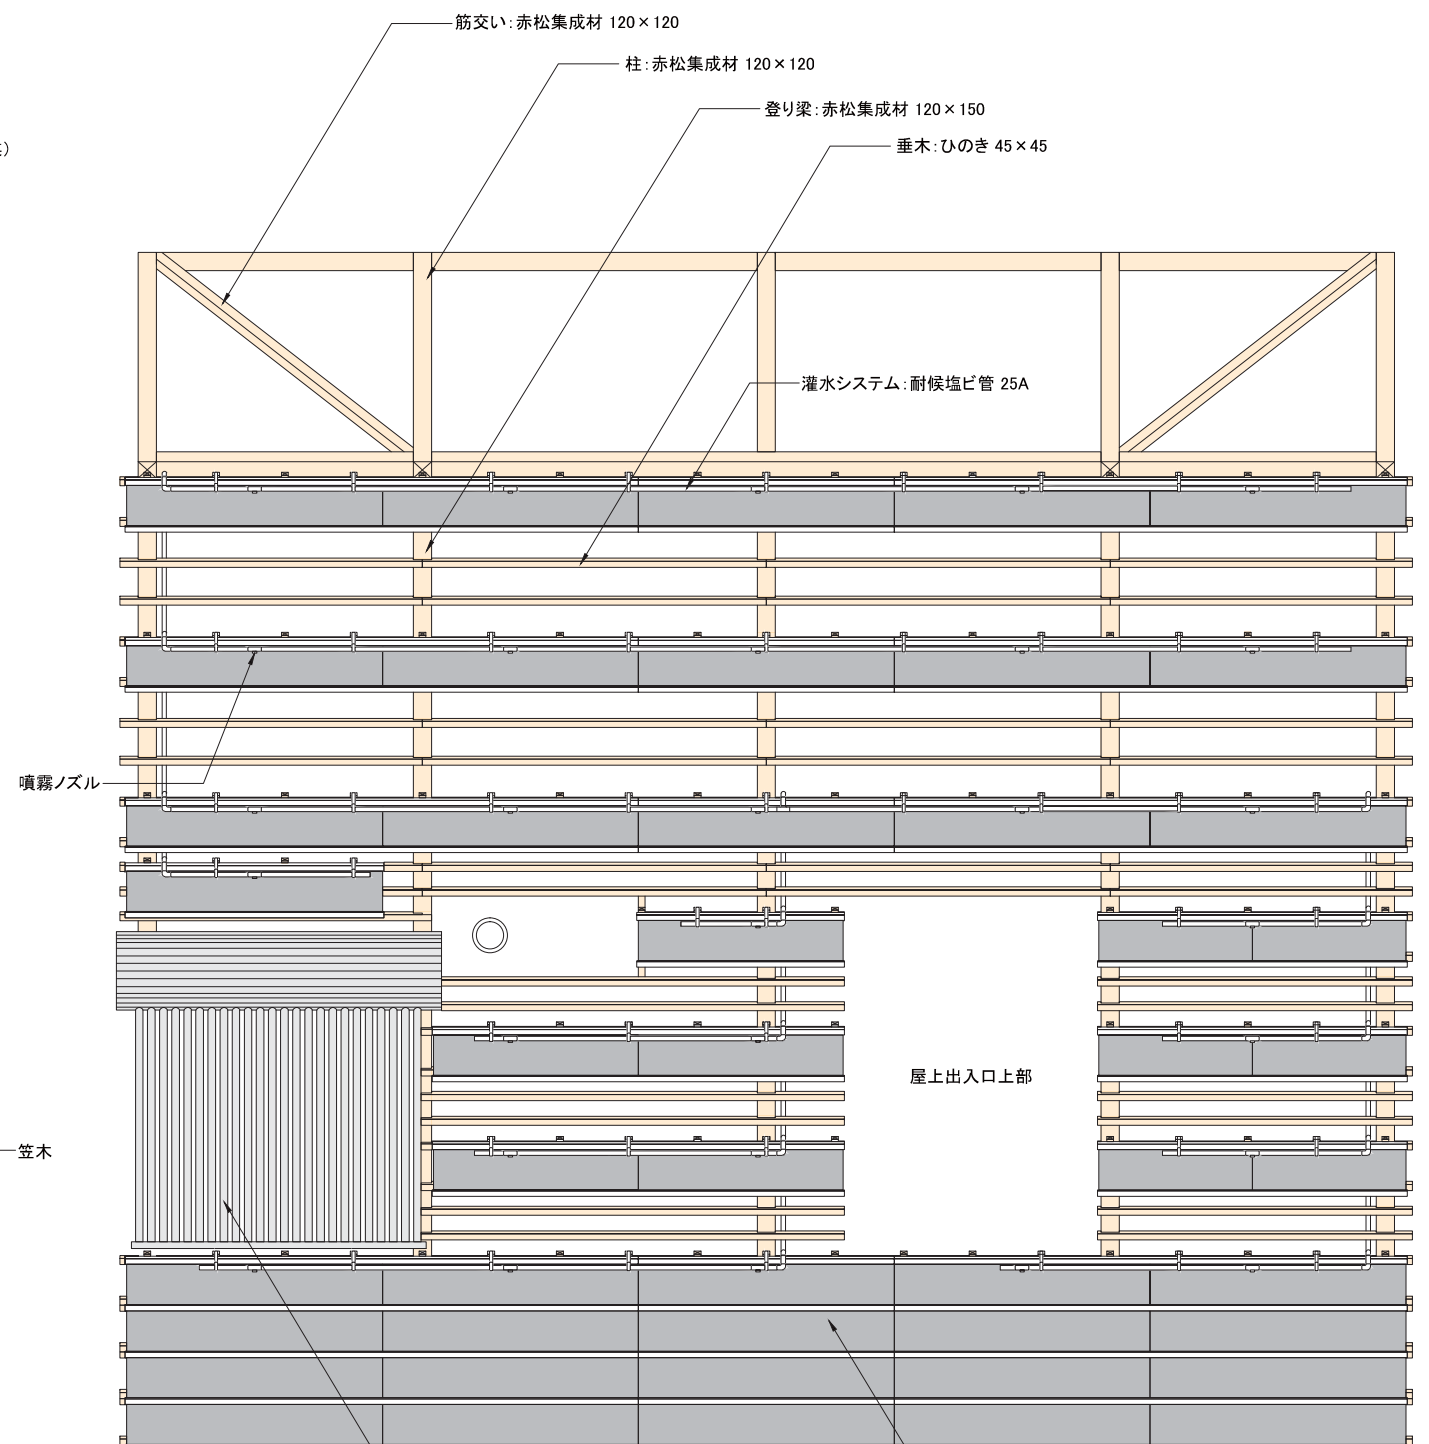 筋交い：赤松集成材 120×120
柱：赤松集成材 120×120
登り梁：赤松集成材 120×150
垂木：ひのき 45×45
灌水システム：耐候塩ビ管 25A
噴霧ノズル
屋上出入口上部
笠木